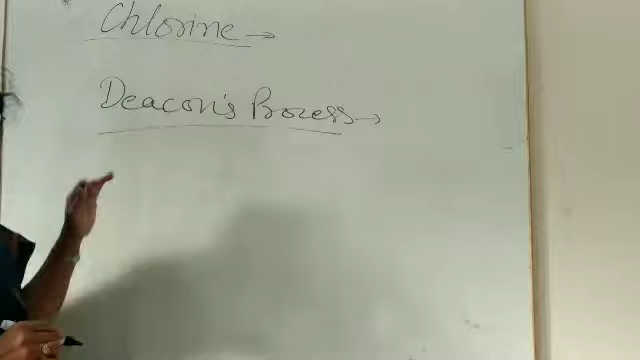 Chlorine →
Deacon's Process →